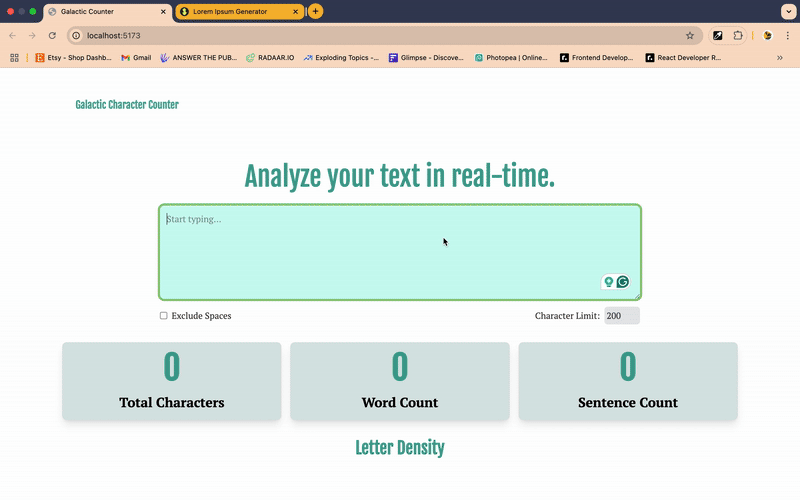 Galactic Counter
Lorem Ipsum Generator
localhost:5173
Etsy - Shop Dashb...
Gmail
ANSWER THE PUB...
RADAAR.IO
Exploding Topics -...
Glimpse - Discove...
Photopea | Online...
Frontend Develop...
React Developer R...
Galactic Character Counter
Analyze your text in real-time.
Start typing...
Exclude Spaces
Character Limit: 200
0 0 0
Total Characters Word Count Sentence Count
Letter Density